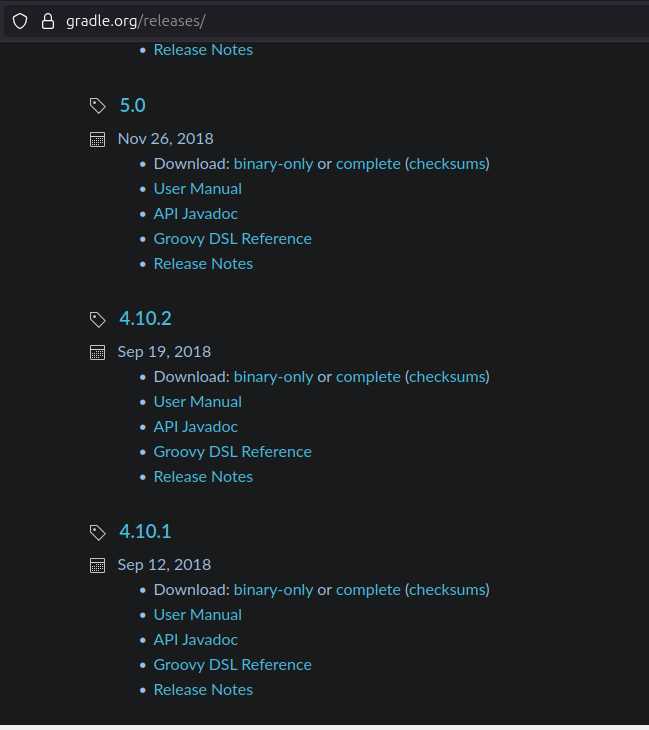 gradle.org/releases/
• Release Notes
5.0
Nov 26, 2018
• Download: binary-only or complete (checksums)
• User Manual
• API Javadoc
• Groovy DSL Reference
• Release Notes
4.10.2
Sep 19, 2018
• Download: binary-only or complete (checksums)
• User Manual
• API Javadoc
• Groovy DSL Reference
• Release Notes
4.10.1
Sep 12, 2018
• Download: binary-only or complete (checksums)
• User Manual
• API Javadoc
• Groovy DSL Reference
• Release Notes